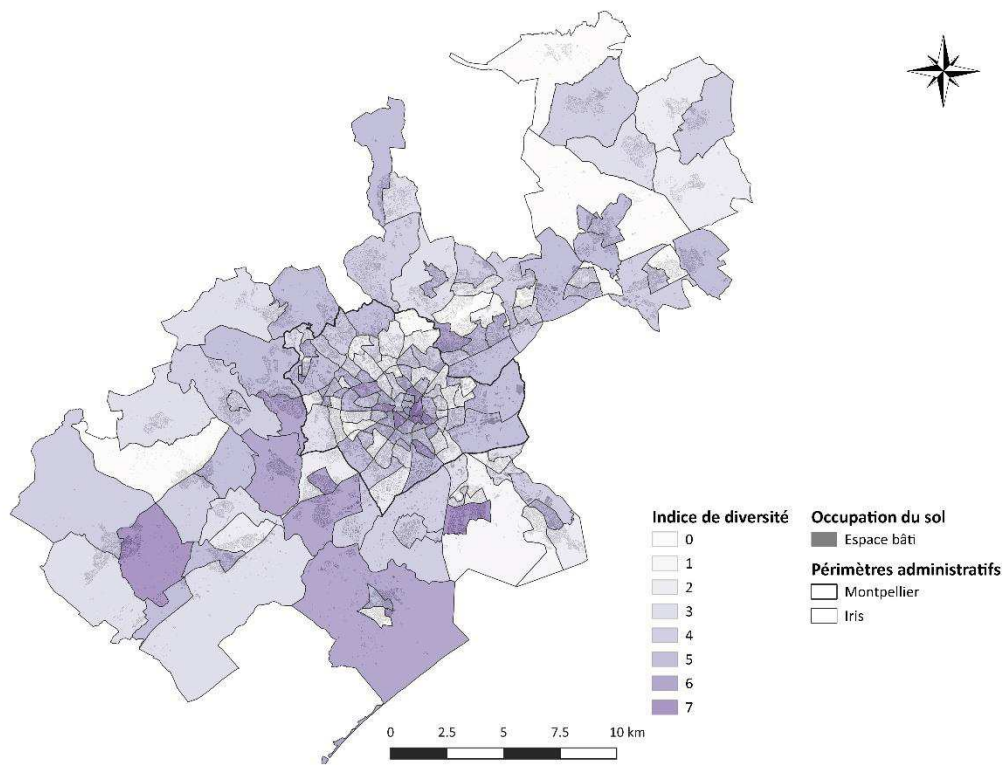 Indice de diversité
0
1
2
3
4
5
6
7
Occupation du sol
Espace bâti
Périmètres administratifs
Montpellier
Iris
0 2.5 5 7.5 10 km